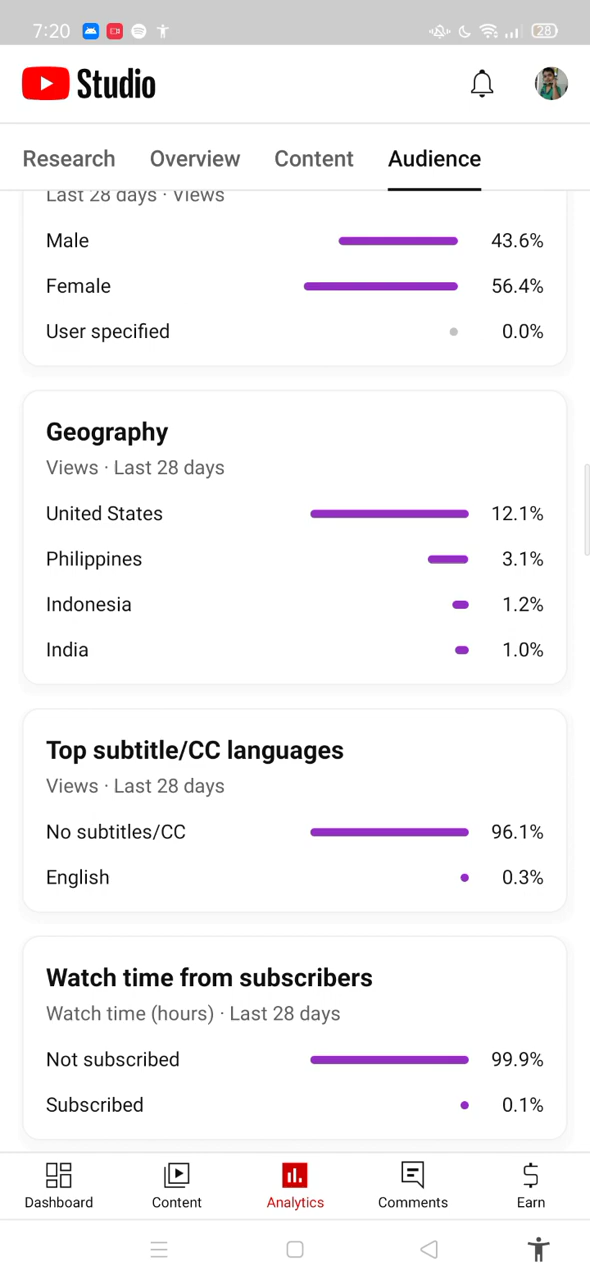 7:20
28
Studio
Research Overview Content Audience
Last 28 days · Views
Male 43.6%
Female 56.4%
User specified 0.0%
Geography
Views · Last 28 days
United States 12.1%
Philippines 3.1%
Indonesia 1.2%
India 1.0%
Top subtitle/CC languages
Views · Last 28 days
No subtitles/CC 96.1%
English 0.3%
Watch time from subscribers
Watch time (hours) · Last 28 days
Not subscribed 99.9%
Subscribed 0.1%
Dashboard Content Analytics Comments Earn